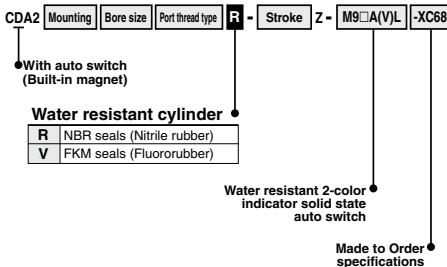 CDA2 Mounting Bore size Port thread type R - Stroke Z - M9□A(V)L -XC68
With auto switch
(Built-in magnet)
Water resistant cylinder
R NBR seals (Nitrile rubber)
V FKM seals (Fluororubber)
Water resistant 2-color
indicator solid state
auto switch
Made to Order
specifications